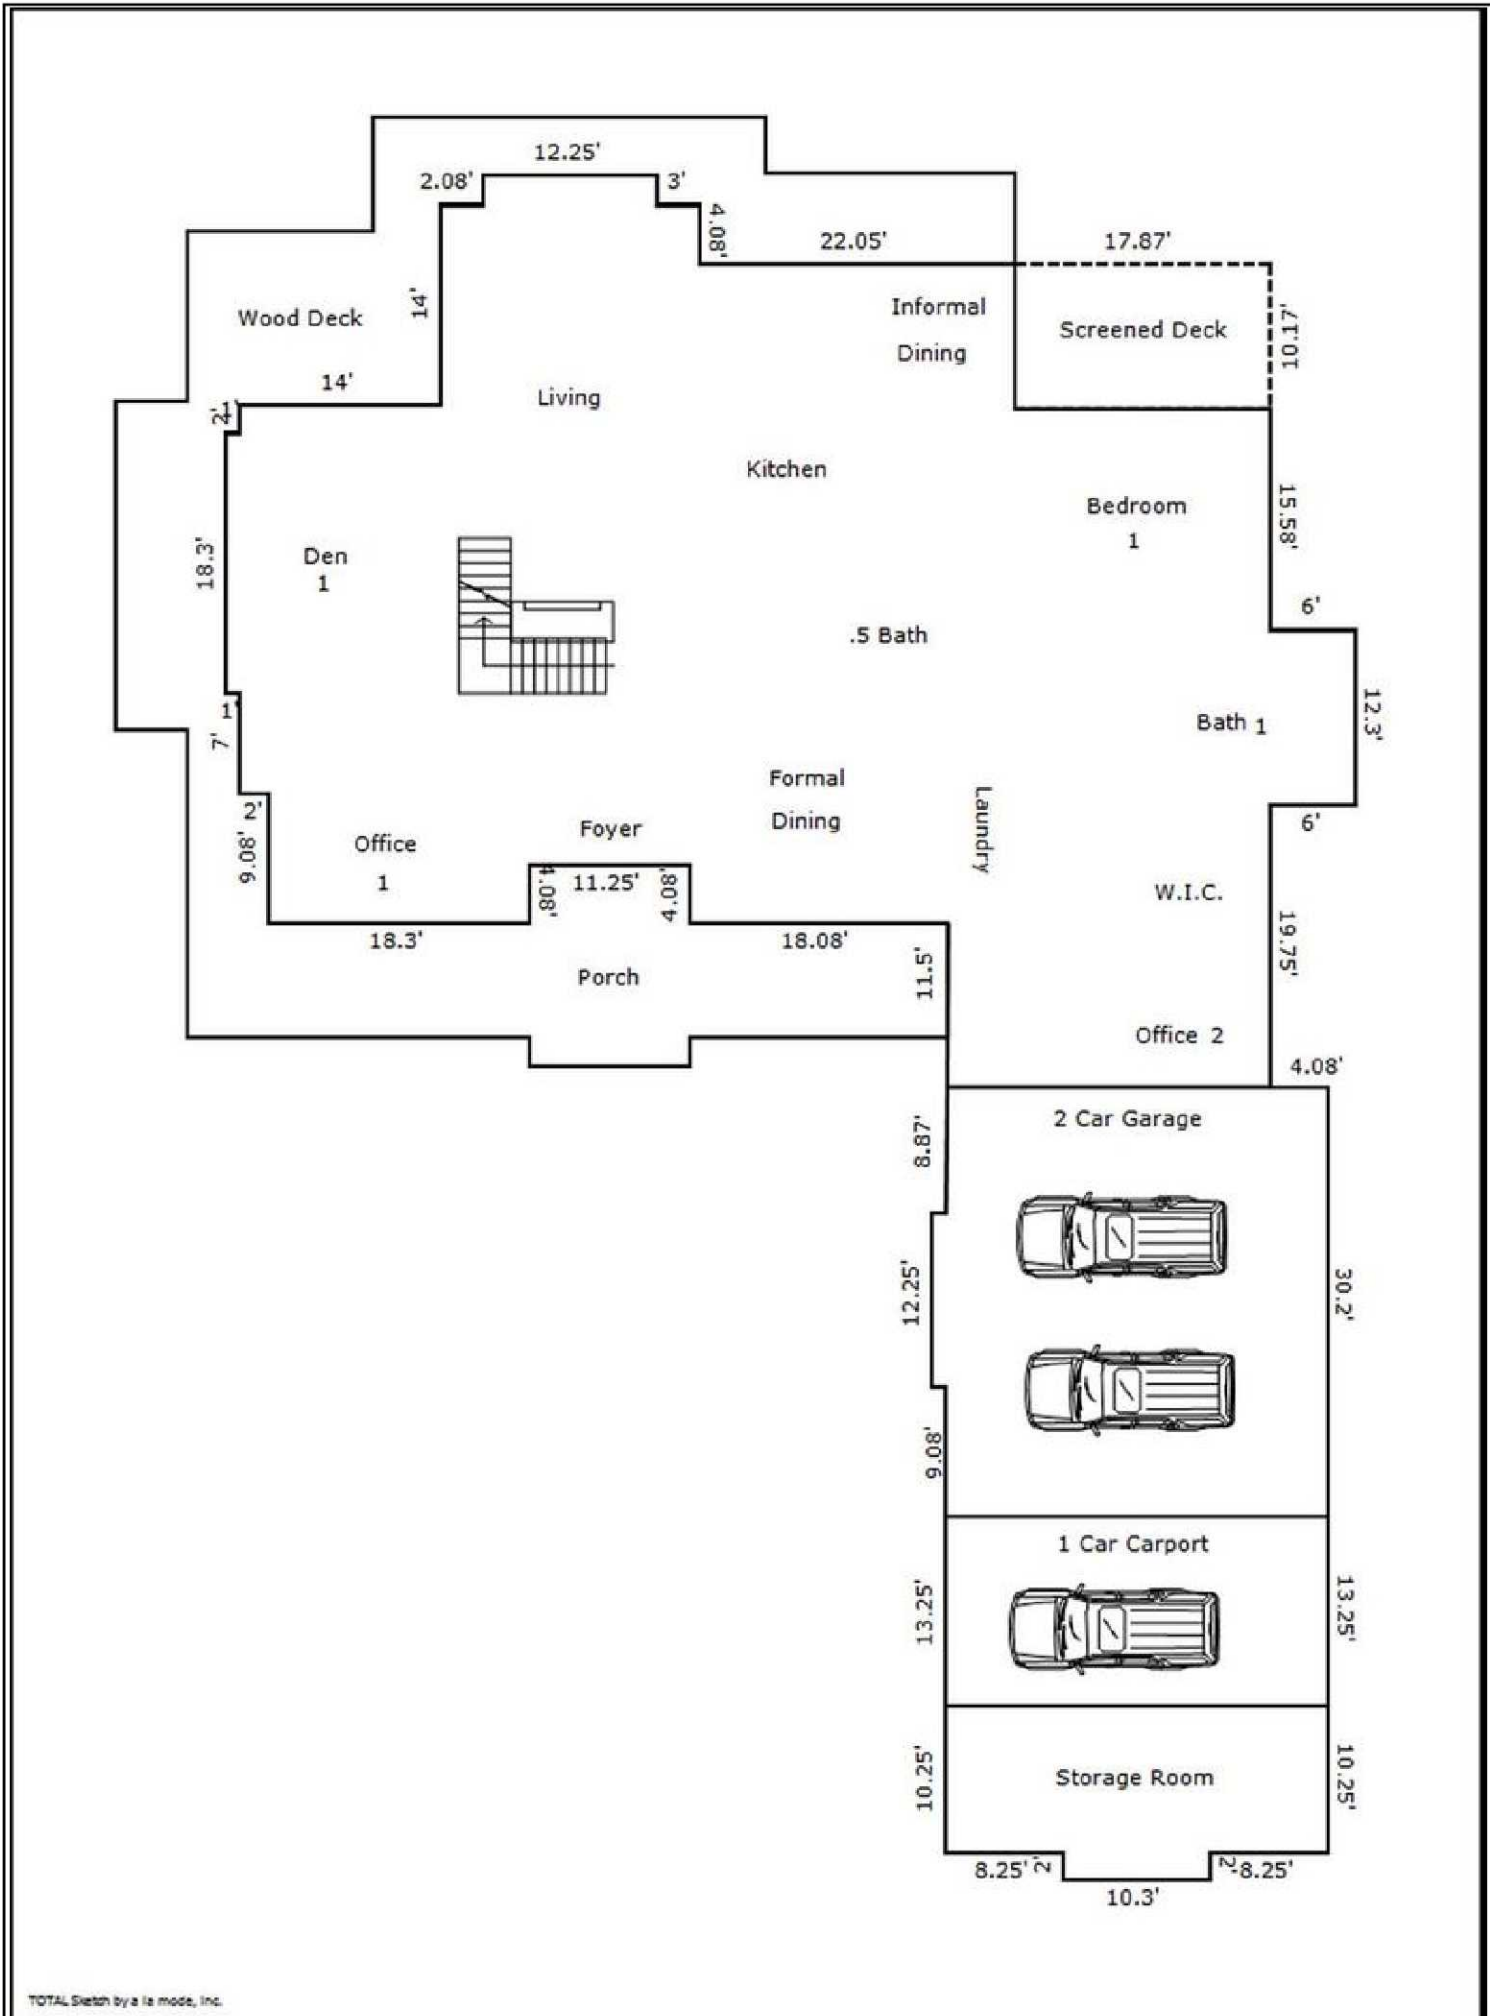 12.25'
2.08'
3'
4.08'
22.05'
17.87'
14'
Wood Deck
Informal
Dining
Screened Deck
10.17'
14'
2'
1'
Living
Kitchen
15.58'
Bedroom
1
18.3'
Den
1
6'
.5 Bath
1'
7'
Bath 1
12.3'
Formal
Dining
Laundry
2'
9.08'
Office
1
Foyer
6'
4.08'
11.25'
4.08'
W.I.C.
18.3'
18.08'
19.75'
11.5'
Porch
Office 2
4.08'
2 Car Garage
8.87'
12.25'
30.2'
9.08'
1 Car Carport
13.25'
13.25'
10.25'
Storage Room
10.25'
8.25'
2'
2'
8.25'
10.3'
TOTAL Sketch by a la mode, inc.